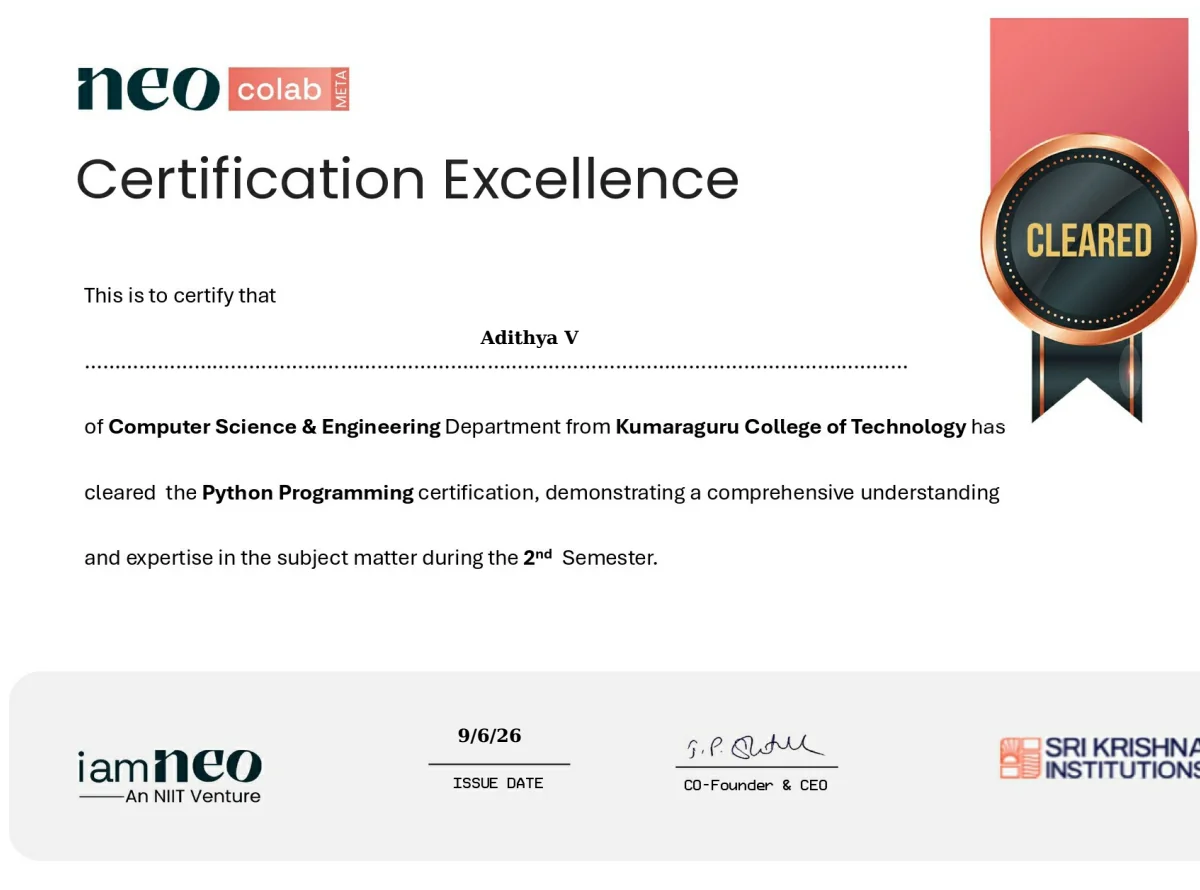 neo colab META
Certification Excellence
CLEARED
This is to certify that
Adithya V
of Computer Science & Engineering Department from Kumaraguru College of Technology has
cleared the Python Programming certification, demonstrating a comprehensive understanding
and expertise in the subject matter during the 2nd Semester.
iamneo
An NIIT Venture
9/6/26
ISSUE DATE
CO-Founder & CEO
SRI KRISHNA
INSTITUTIONS